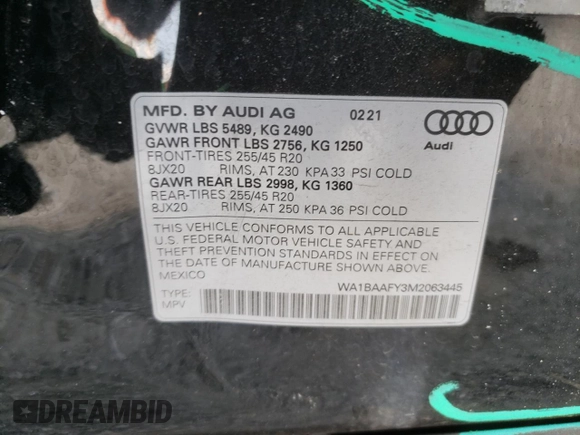 MFD. BY AUDI AG 02 21
GVWR LBS 5489, KG 2490
GAWR FRONT LBS 2756, KG 1250
FRONT-TIRES 255/45 R20
8JX20 RIMS, AT 230 KPA 33 PSI COLD
GAWR REAR LBS 2998, KG 1360
REAR-TIRES 255/45 R20
8JX20 RIMS, AT 250 KPA 36 PSI COLD
Audi
THIS VEHICLE CONFORMS TO ALL APPLICABLE
U.S. FEDERAL MOTOR VEHICLE SAFETY AND
THEFT PREVENTION STANDARDS IN EFFECT ON
THE DATE OF MANUFACTURE SHOWN ABOVE.
MEXICO
WA1BAAFY3M2063445
TYPE:
MPV
DREAMBID